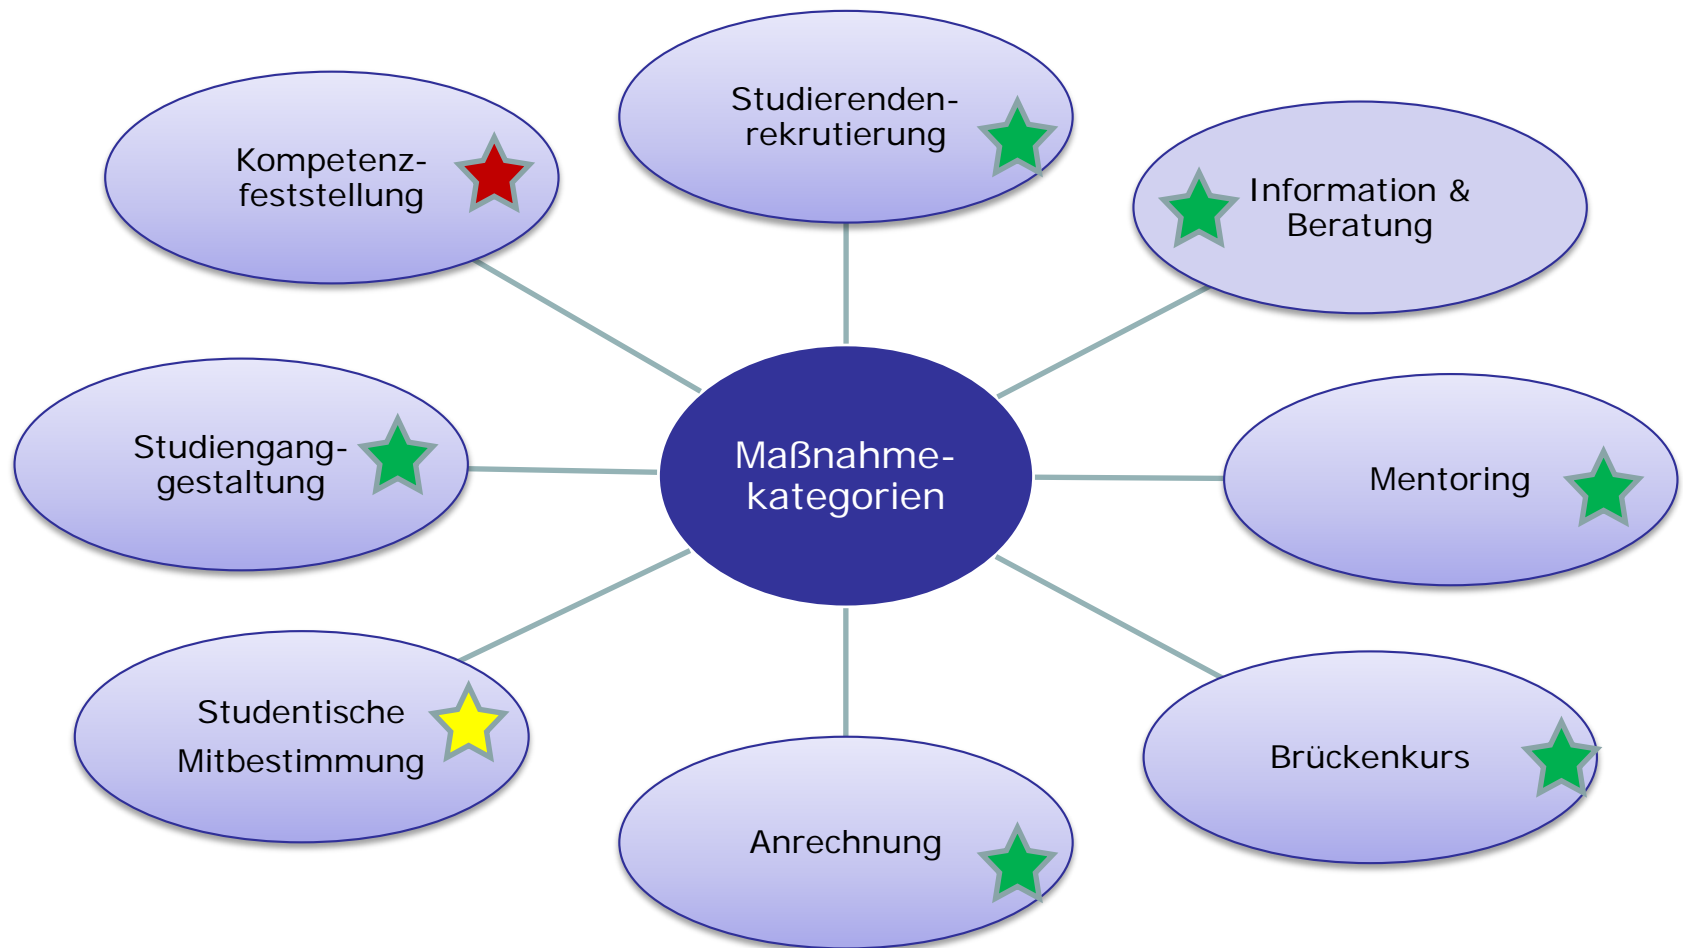 Studierenden-
rekrutierung
Kompetenz-
feststellung
Information &
Beratung
Studiengang-
gestaltung
Maßnahme-
kategorien
Mentoring
Studentische
Mitbestimmung
Brückenkurs
Anrechnung